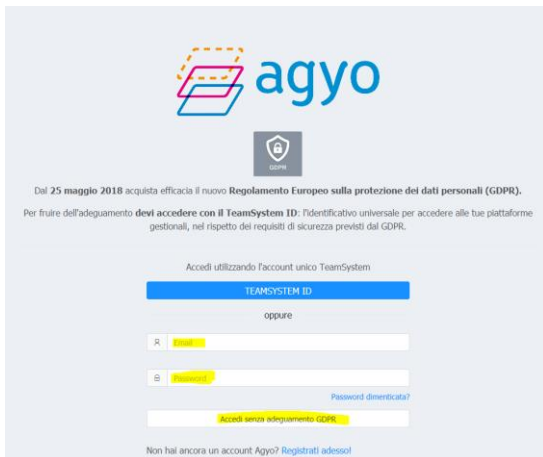 agyo
GDPR
Dal 25 maggio 2018 acquista efficacia il nuovo Regolamento Europeo sulla protezione dei dati personali (GDPR).
Per fruire dell'adeguamento devi accedere con il TeamSystem ID: l'identificativo universale per accedere alle tue piattaforme
gestionali, nel rispetto dei requisiti di sicurezza previsti dal GDPR.
Accedi utilizzando l'account unico TeamSystem
TEAMSYSTEM ID
oppure
Email
Password
Password dimenticata?
Accedi senza adeguamento GDPR
Non hai ancora un account Agyo? Registrati adesso!